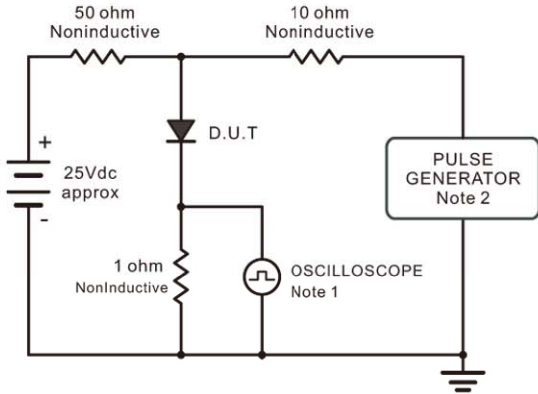 50 ohm
Noninductive
10 ohm
Noninductive
+
25Vdc
approx
-
D.U.T
PULSE
GENERATOR
Note 2
1 ohm
NonInductive
OSCILLOSCOPE
Note 1